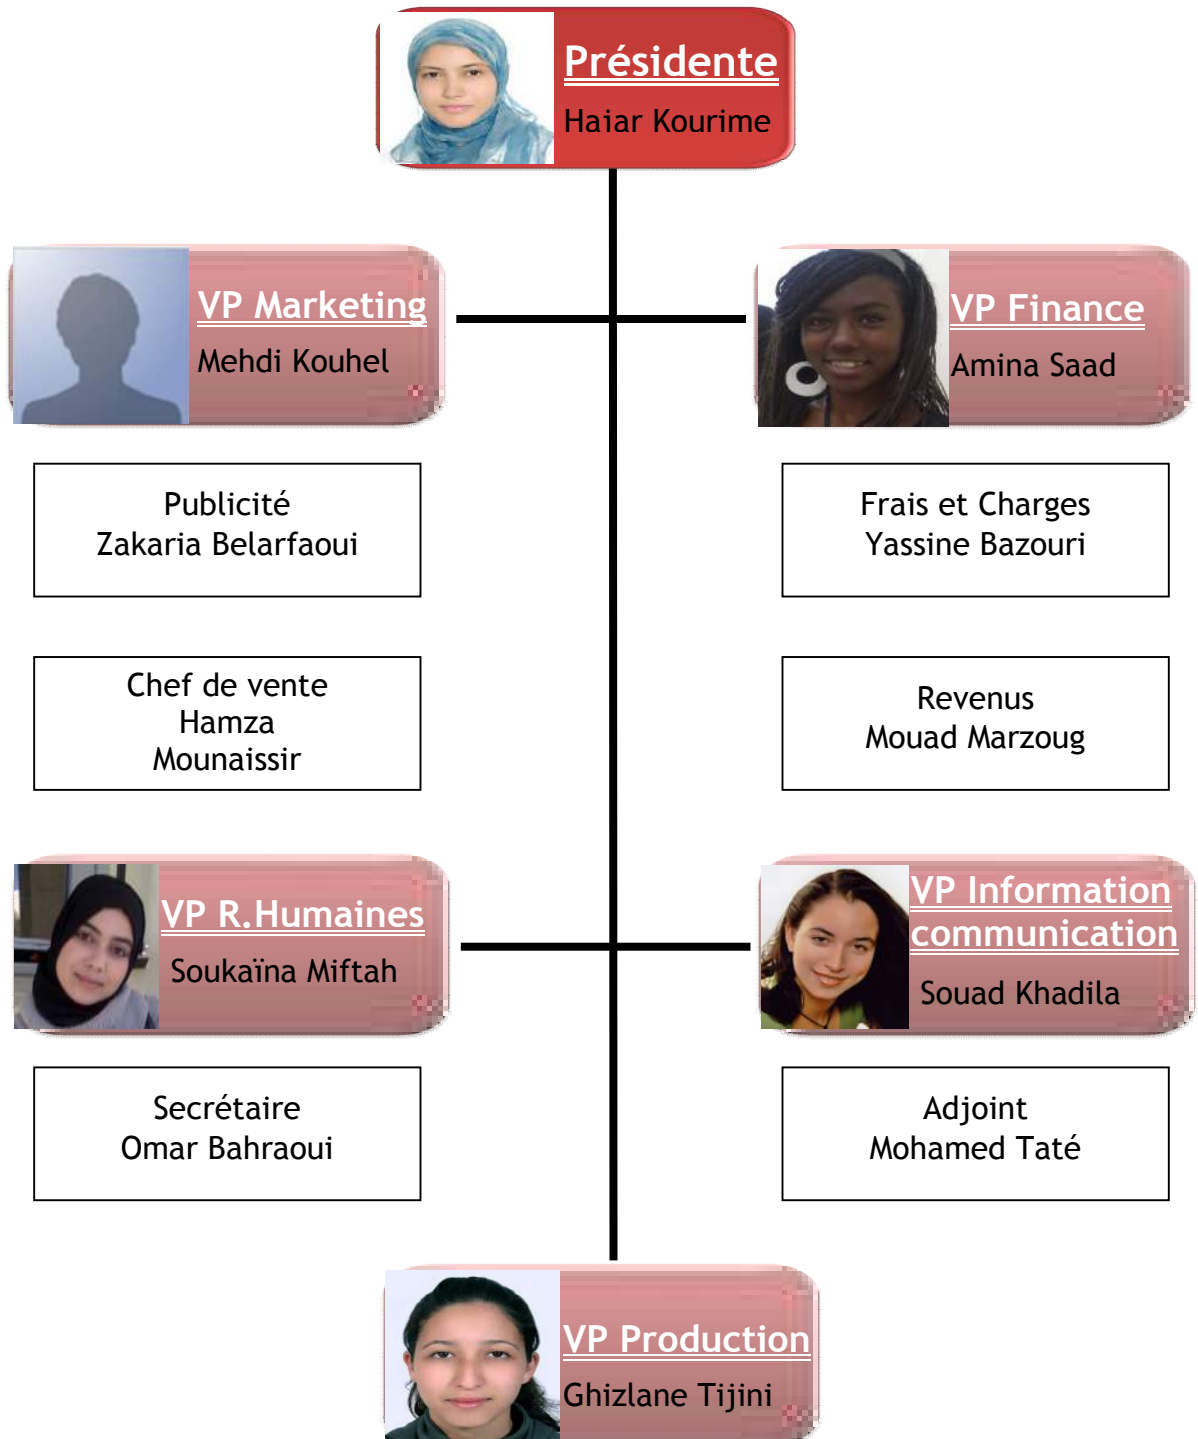 Présidente
Haiar Kourime
VP Marketing
Mehdi Kouhel
VP Finance
Amina Saad
Publicité
Zakaria Belarfaoui
Frais et Charges
Yassine Bazouri
Chef de vente
Hamza
Mounaissir
Revenus
Mouad Marzoug
VP R.Humaines
Soukaïna Miftah
VP Information
communication
Souad Khadila
Secrétaire
Omar Bahraoui
Adjoint
Mohamed Taté
VP Production
Ghizlane Tijini